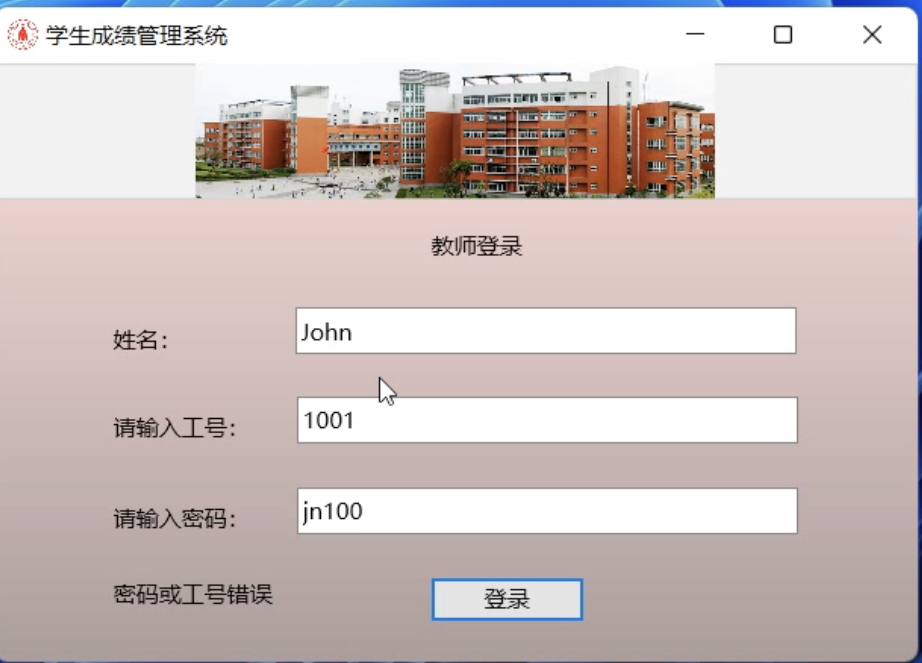 学生成绩管理系统
教师登录
姓名：
John
请输入工号：
1001
请输入密码：
jn100
密码或工号错误
登录